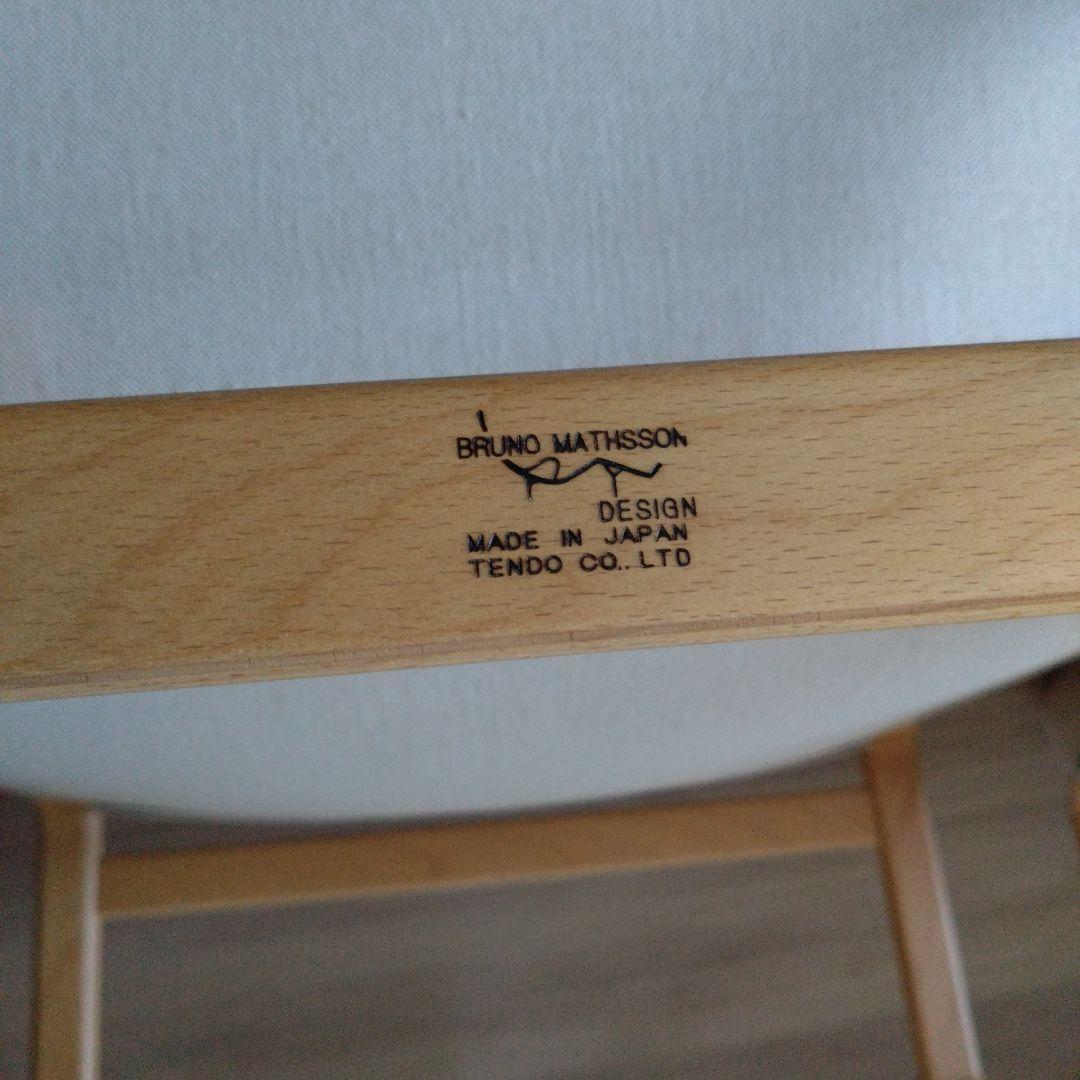 BRUNO MATHSSON
DESIGN
MADE IN JAPAN
TENDO CO., LTD